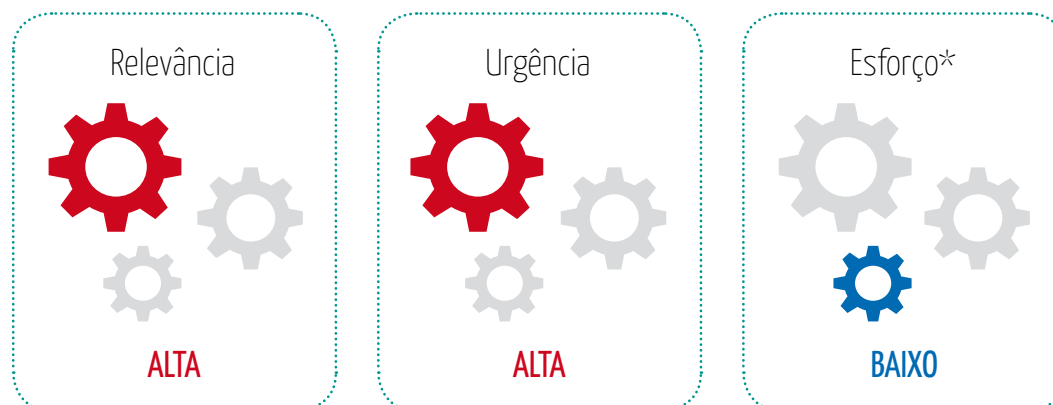 Relevância
Urgência
Esforço*
ALTA
ALTA
BAIXO